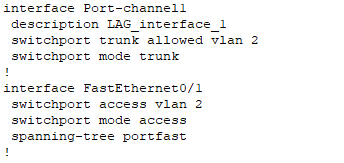 interface Port-channel1
 description LAG_interface_1
 switchport trunk allowed vlan 2
 switchport mode trunk
!
interface FastEthernet0/1
 switchport access vlan 2
 switchport mode access
 spanning-tree portfast
!